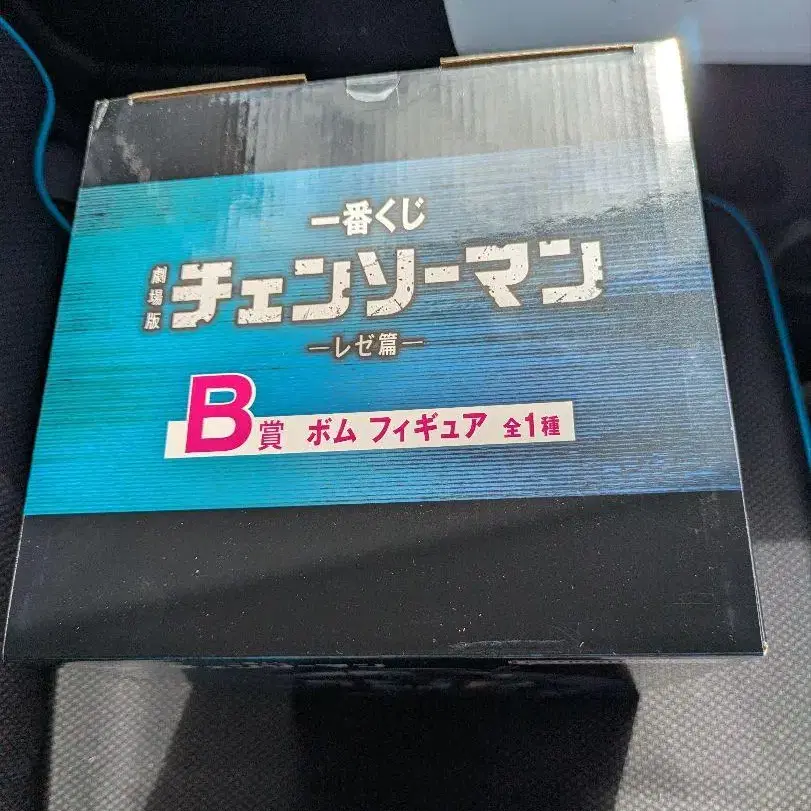 一番くじ
劇場版 チェンソーマン
—レゼ篇—
B賞 ボム フィギュア 全1種